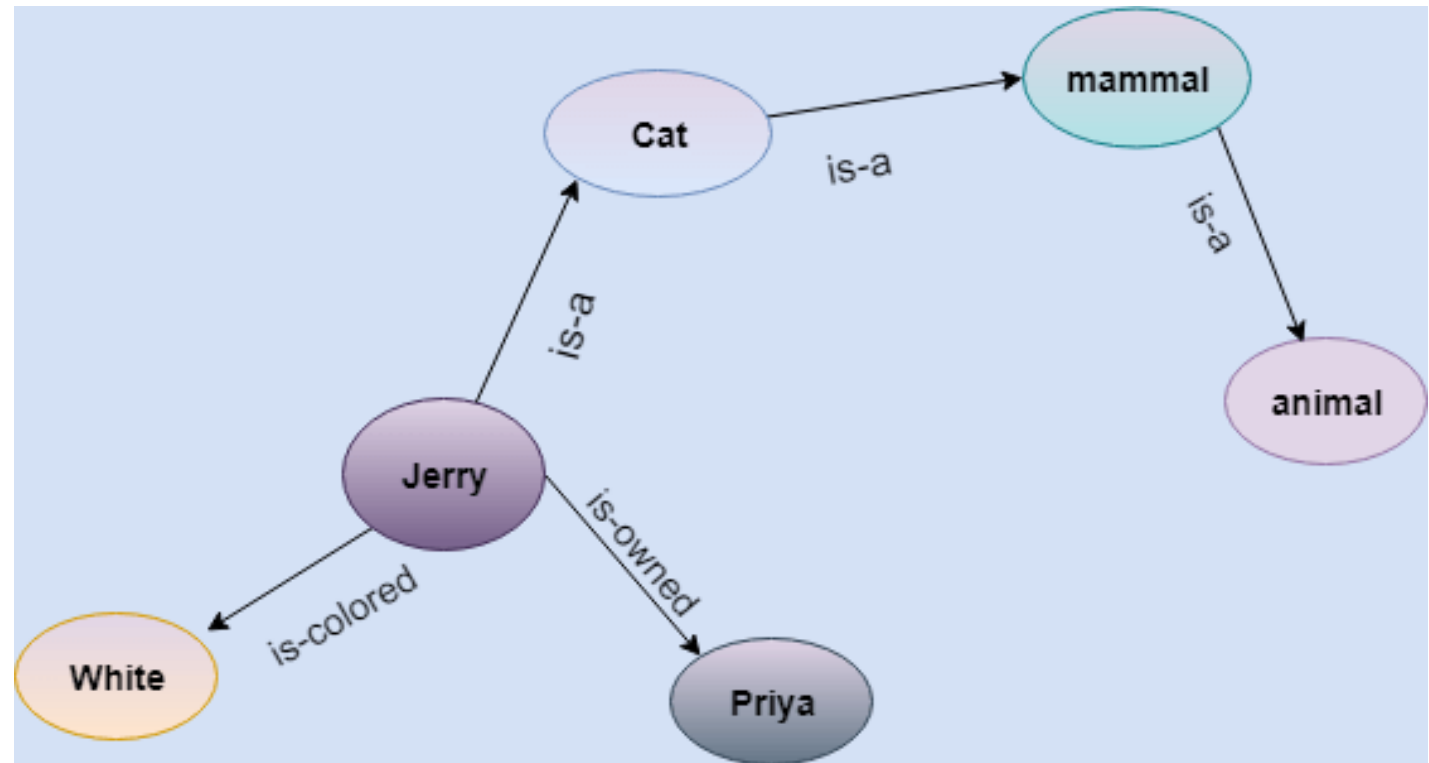 mammal
Cat
is-a
is-a
is-a
animal
Jerry
is-owned
is-colored
White
Priya